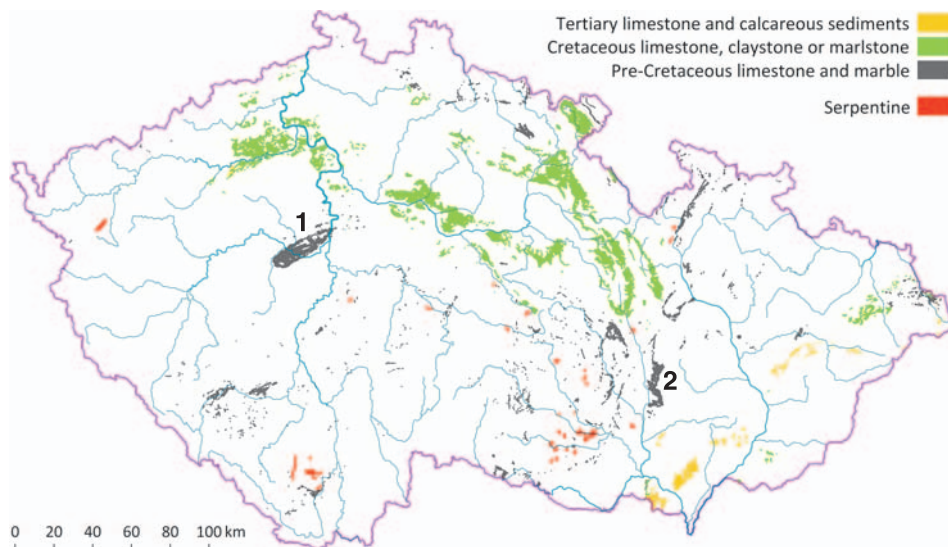 Tertiary limestone and calcareous sediments
Cretaceous limestone, claystone or marlstone
Pre-Cretaceous limestone and marble
Serpentine
1
2
0 20 40 60 80 100 km